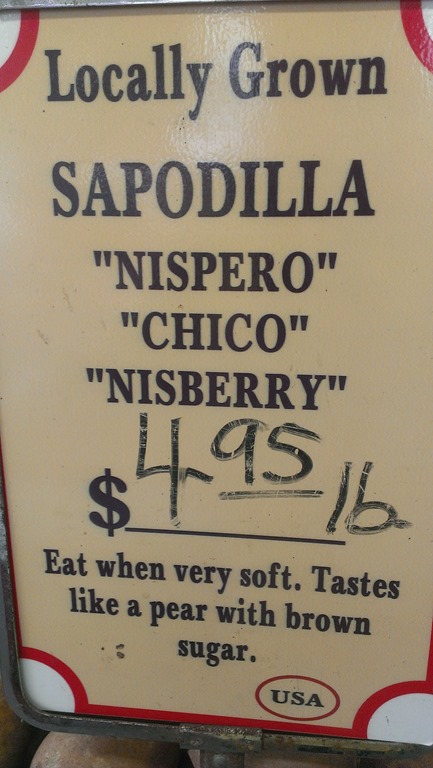 Locally Grown
SAPODILLA
"NISPERO"
"CHICO"
"NISBERRY"
$4.95 lb
Eat when very soft. Tastes
like a pear with brown
sugar.
USA